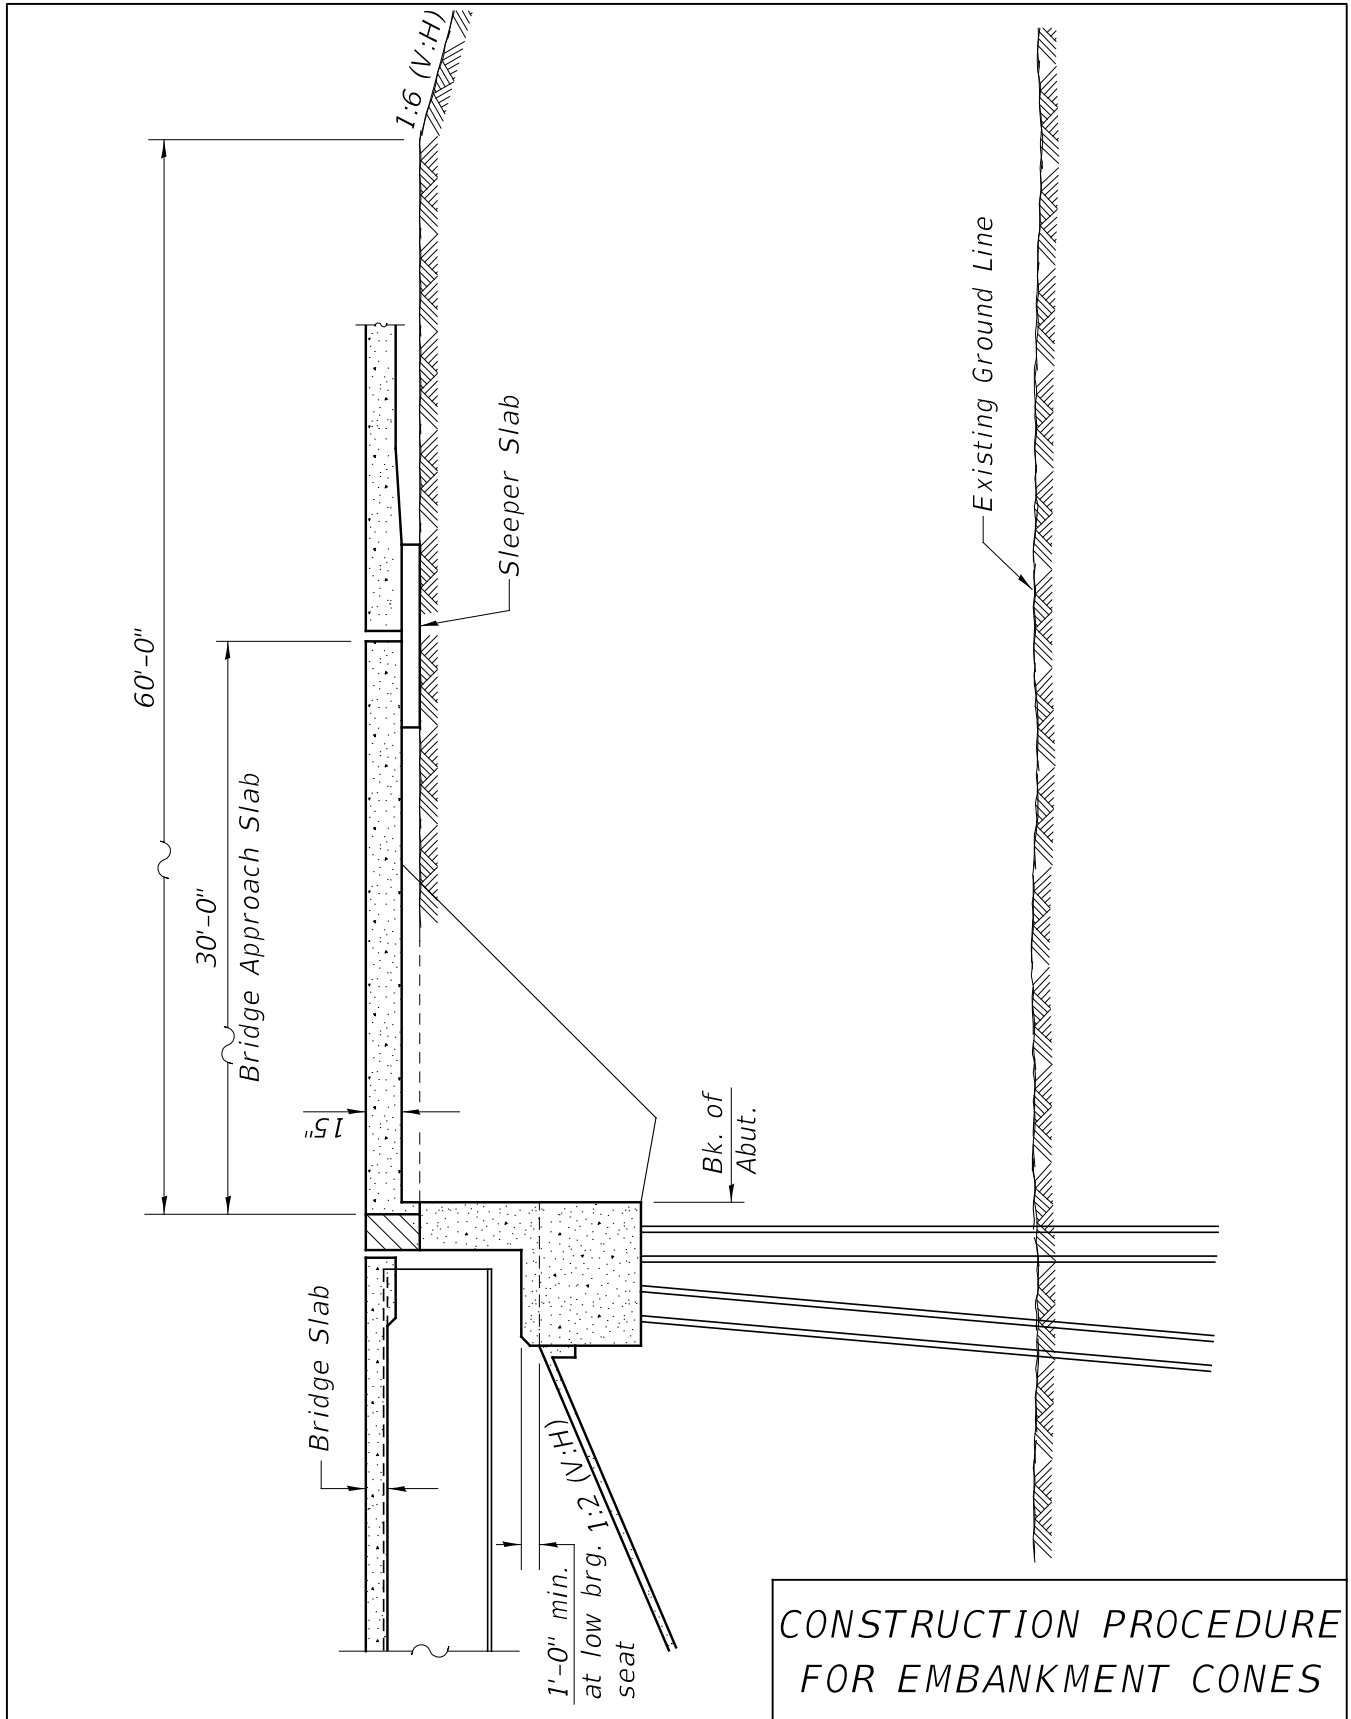 1:6 (V:H)
60'-0"
30'-0"
Bridge Approach Slab
15"
Sleeper Slab
Existing Ground Line
Bk. of
Abut.
Bridge Slab
1:2 (V:H)
1'-0" min.
at low brg.
seat
CONSTRUCTION PROCEDURE
FOR EMBANKMENT CONES